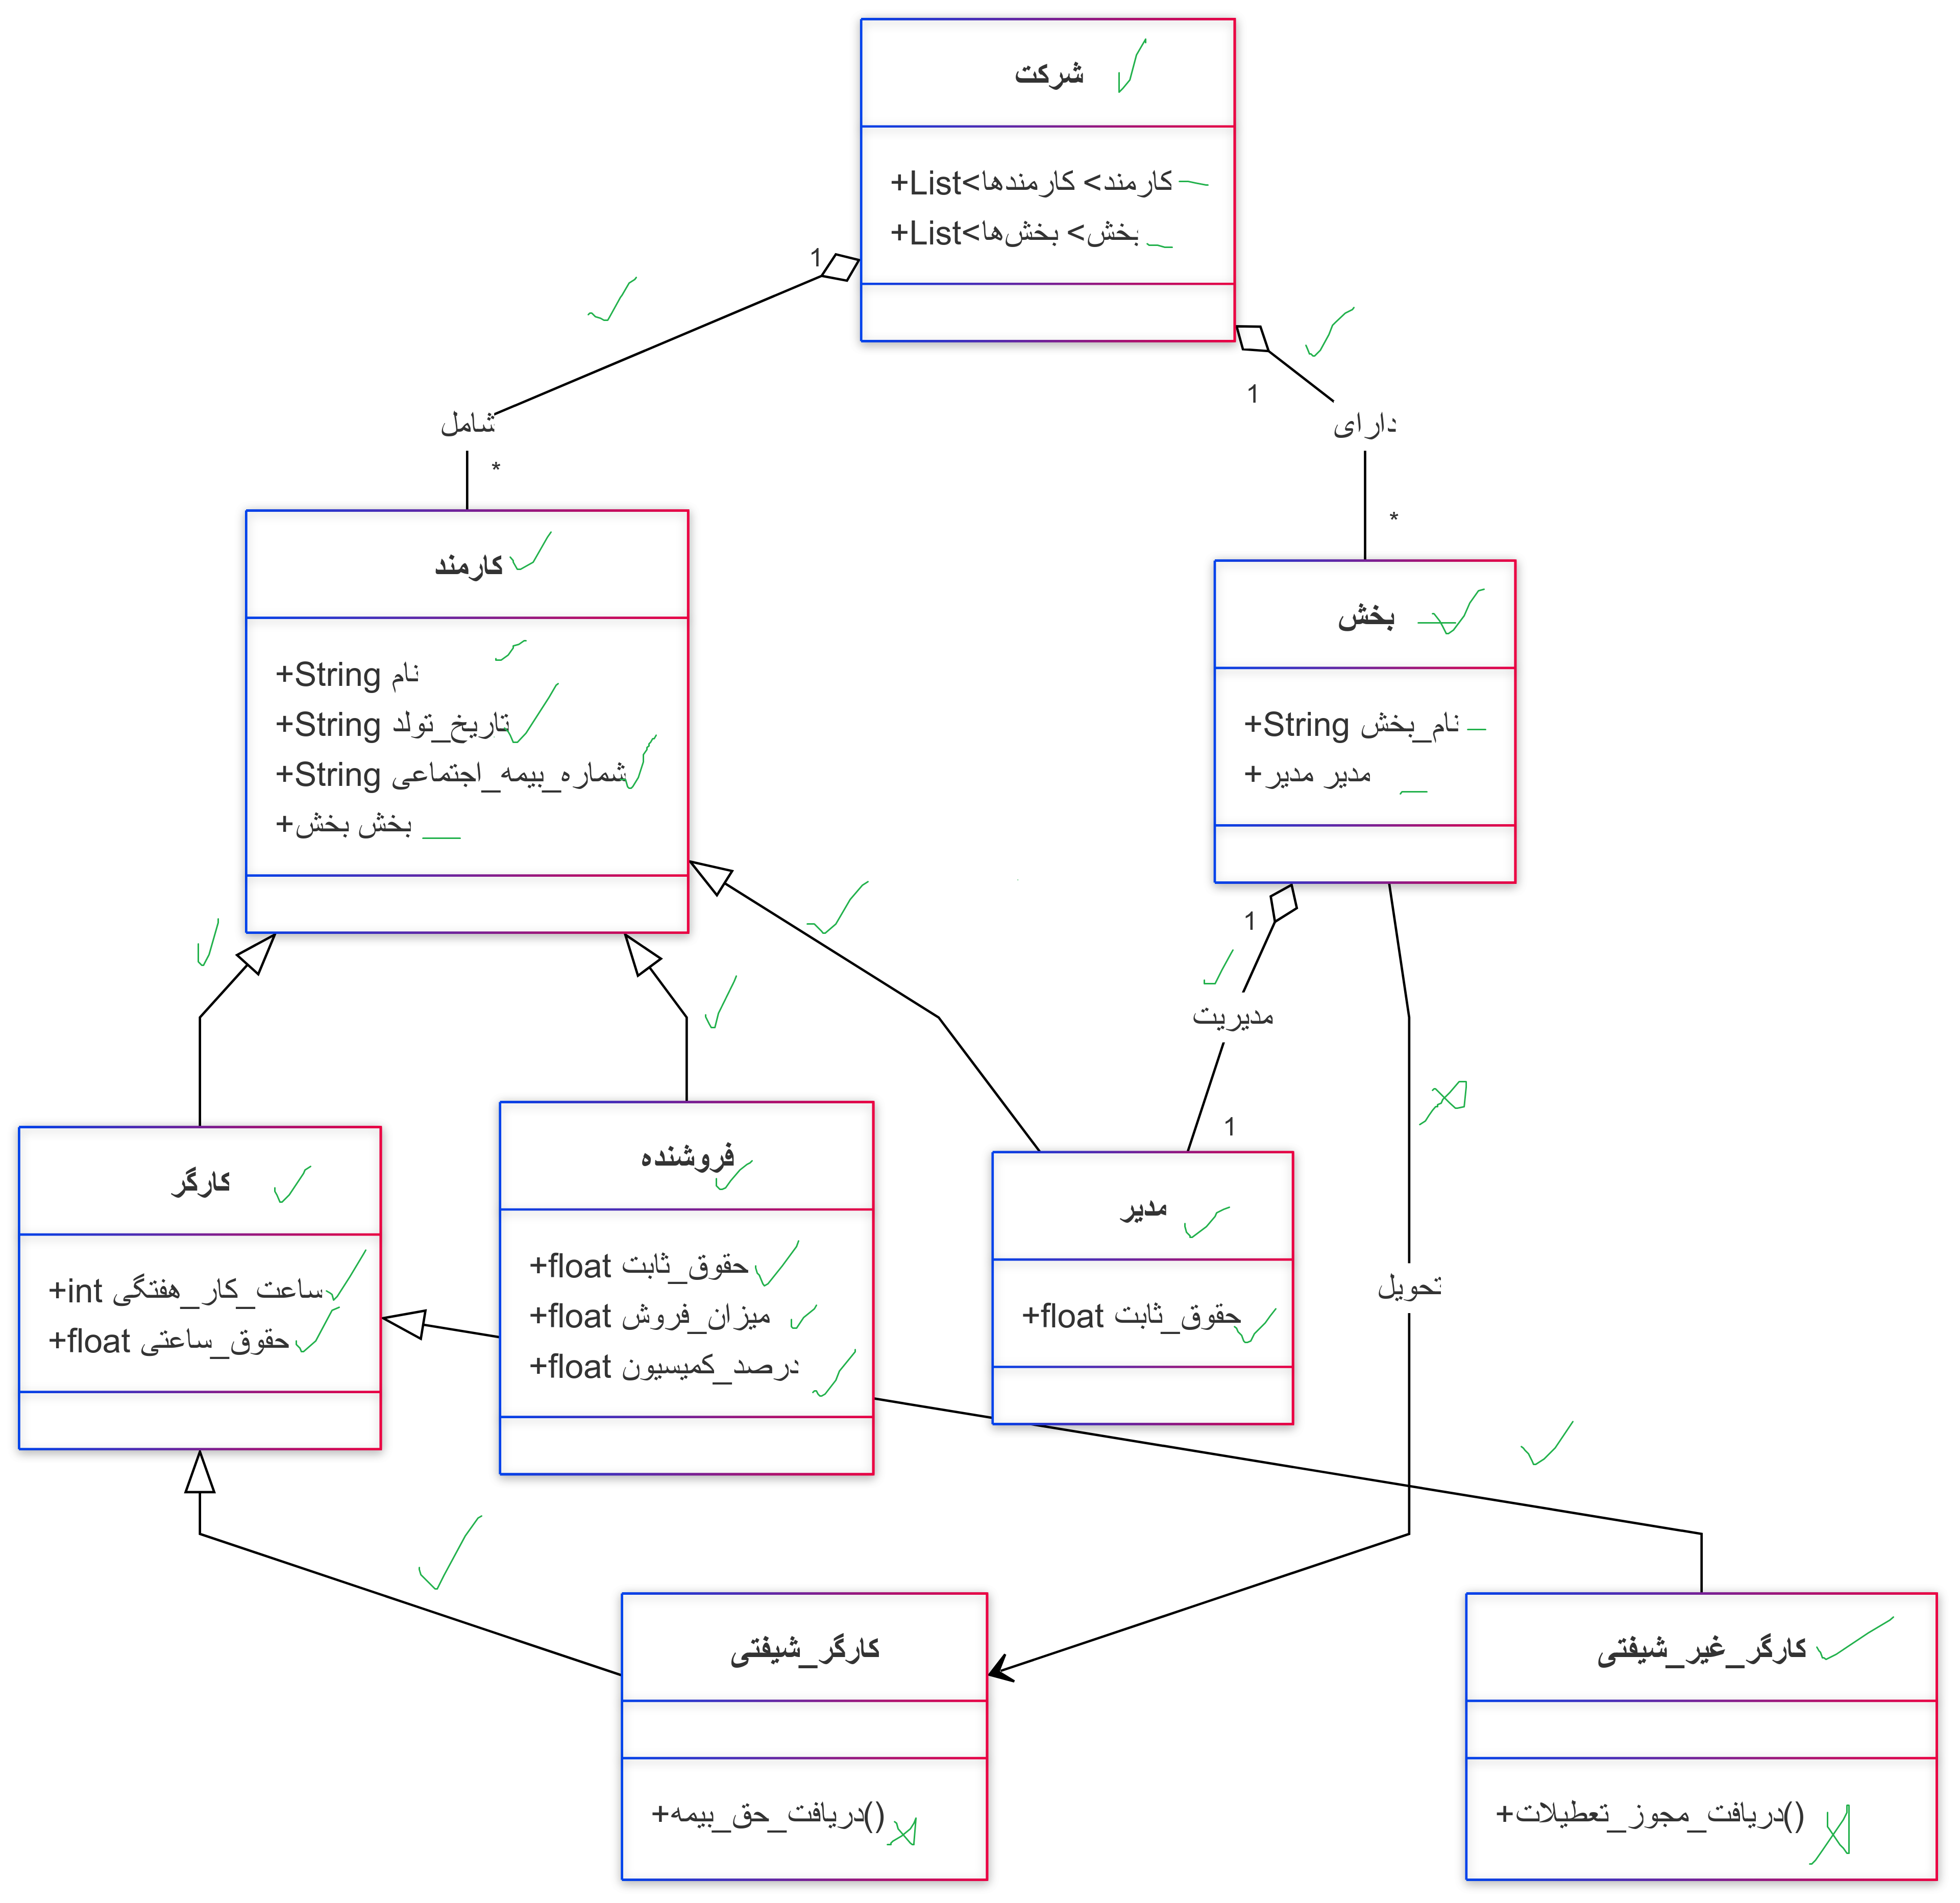 شرکت
+List<کارمند> کارمندها
+List<بخش> بخش‌ها
1
1
شامل
دارای
*
*
کارمند
+String نام
+String تاریخ_تولد
+String شماره_بیمه_اجتماعی
+بخش بخش
بخش
+String نام_بخش
+مدیر مدیر
1
مدیریت
1
کارگر
+int ساعت_کار_هفتگی
+float حقوق_ساعتی
فروشنده
+float حقوق_ثابت
+float میزان_فروش
+float درصد_کمیسیون
مدیر
+float حقوق_ثابت
تحویل
کارگر_شیفتی
+دریافت_حق_بیمه()
کارگر_غیر_شیفتی
+دریافت_مجوز_تعطیلات()